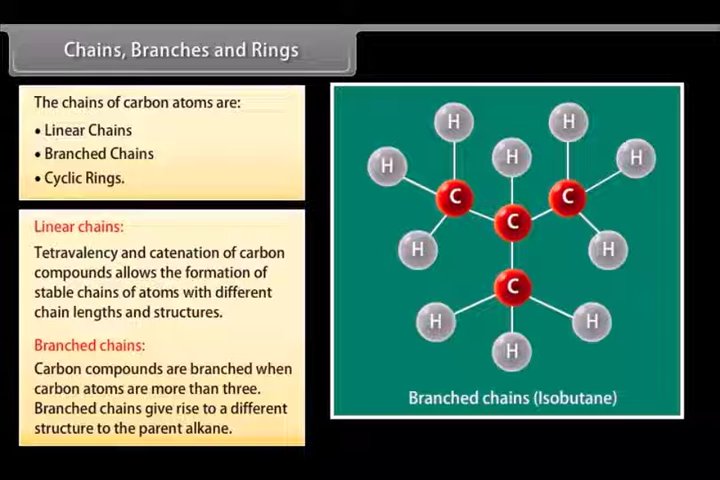 Chains, Branches and Rings
The chains of carbon atoms are:
• Linear Chains
• Branched Chains
• Cyclic Rings.
Linear chains:
Tetravalency and catenation of carbon
compounds allows the formation of
stable chains of atoms with different
chain lengths and structures.
Branched chains:
Carbon compounds are branched when
carbon atoms are more than three.
Branched chains give rise to a different
structure to the parent alkane.
H H
H H H
C C
C
H H
C
H H
H
Branched chains (Isobutane)